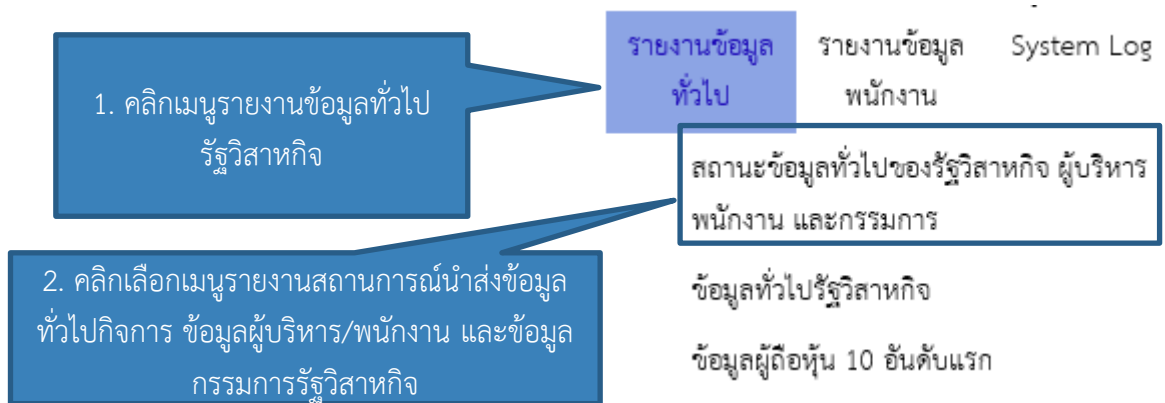 1. คลิกเมนูรายงานข้อมูลทั่วไป
รัฐวิสาหกิจ
2. คลิกเลือกเมนูรายงานสถานการณ์นำส่งข้อมูล
ทั่วไปกิจการ ข้อมูลผู้บริหาร/พนักงาน และข้อมูล
กรรมการรัฐวิสาหกิจ
รายงานข้อมูล
ทั่วไป
รายงานข้อมูล
พนักงาน
System Log
สถานะข้อมูลทั่วไปของรัฐวิสาหกิจ ผู้บริหาร
พนักงาน และกรรมการ
ข้อมูลทั่วไปรัฐวิสาหกิจ
ข้อมูลผู้ถือหุ้น 10 อันดับแรก